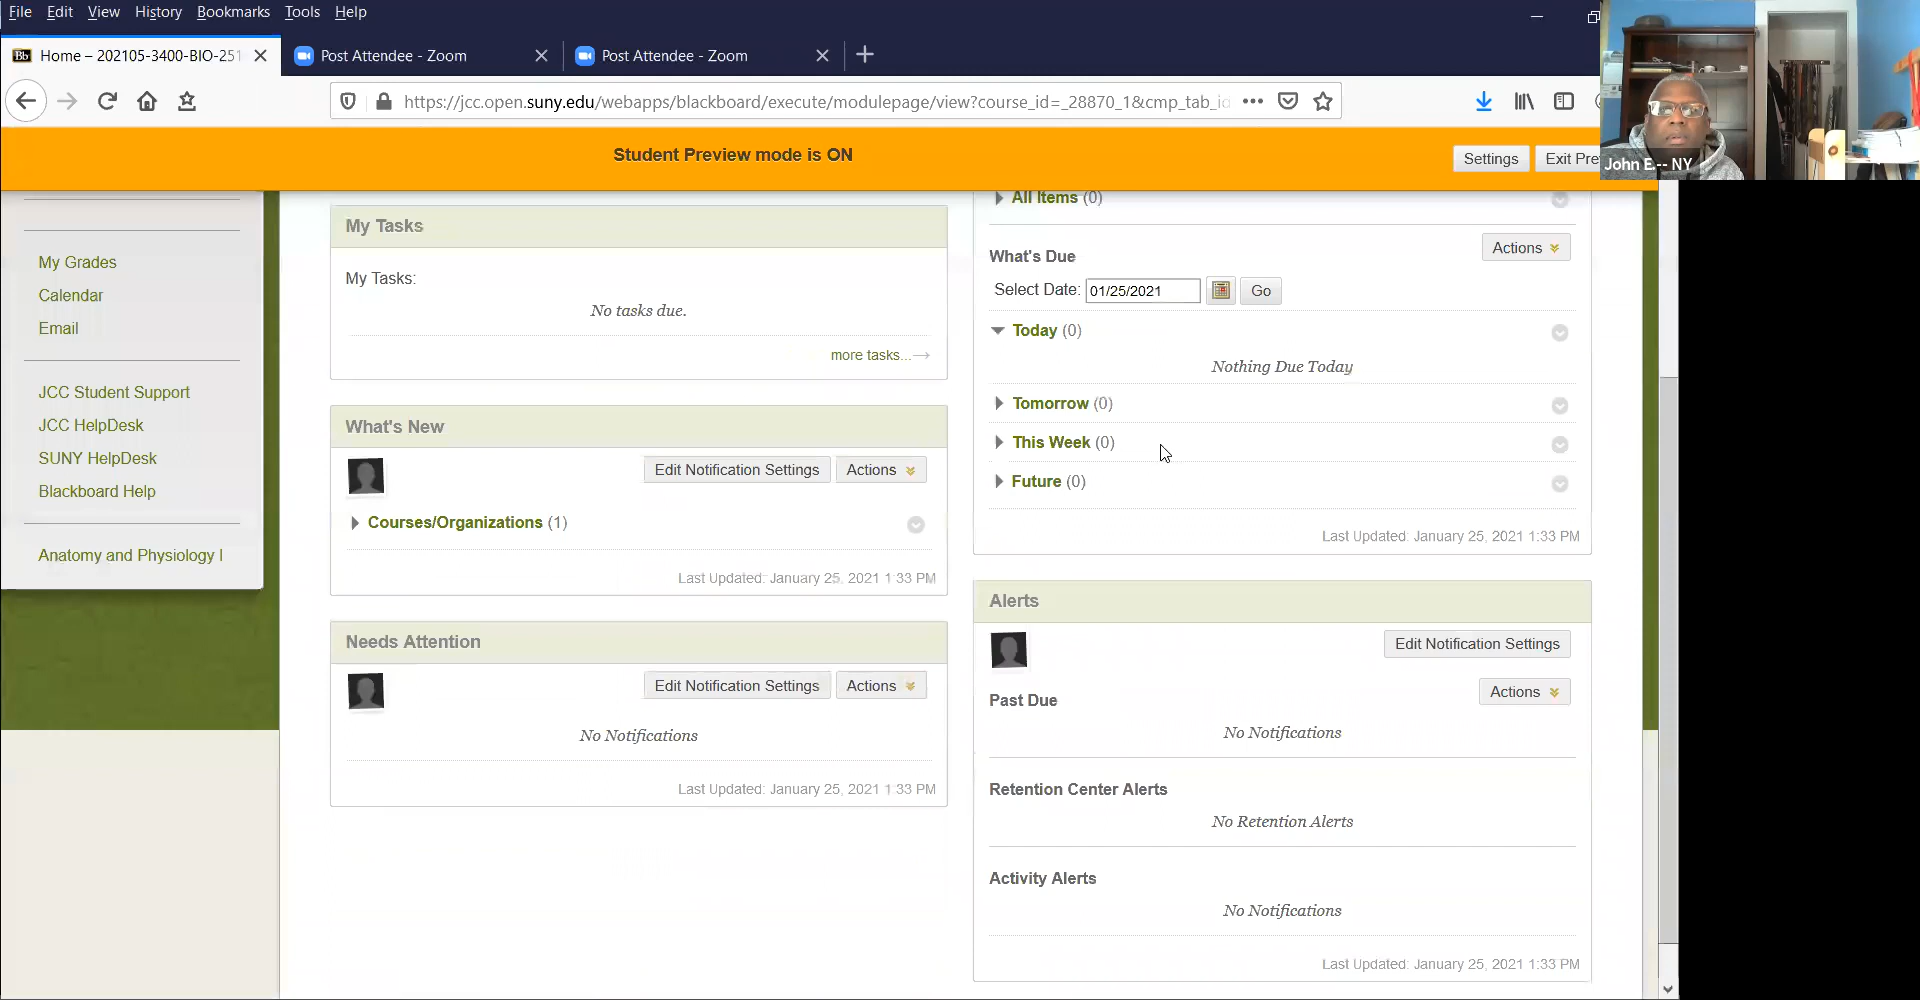 File Edit View History Bookmarks Tools Help
Bb Home – 202105-3400-BIO-251
Post Attendee - Zoom
Post Attendee - Zoom
https://jcc.open.suny.edu/webapps/blackboard/execute/modulepage/view?course_id=_28870_1&cmp_tab_id
Student Preview mode is ON
Settings
Exit Pre
John E.-- NY
My Grades
Calendar
Email
JCC Student Support
JCC HelpDesk
SUNY HelpDesk
Blackboard Help
Anatomy and Physiology I
My Tasks
My Tasks:
No tasks due.
more tasks...
What's New
Edit Notification Settings Actions
Courses/Organizations (1)
Last Updated: January 25, 2021 1:33 PM
Needs Attention
Edit Notification Settings Actions
No Notifications
Last Updated: January 25, 2021 1:33 PM
All Items (0)
Actions
What's Due
Select Date: 01/25/2021 Go
Today (0)
Nothing Due Today
Tomorrow (0)
This Week (0)
Future (0)
Last Updated: January 25, 2021 1:33 PM
Alerts
Edit Notification Settings
Actions
Past Due
No Notifications
Retention Center Alerts
No Retention Alerts
Activity Alerts
No Notifications
Last Updated: January 25, 2021 1:33 PM